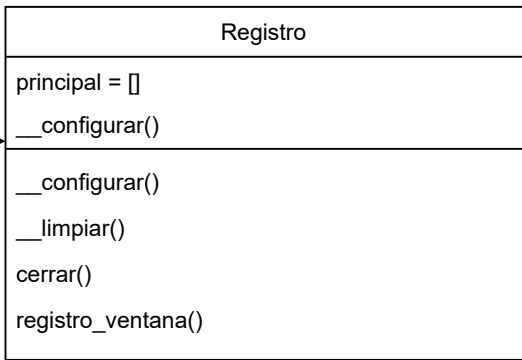 Registro
principal = []
__configurar()
__configurar()
__limpiar()
cerrar()
registro_ventana()